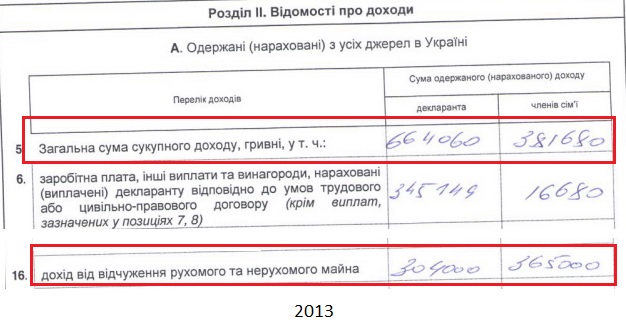 Розділ II. Відомості про доходи
А. Одержані (нараховані) з усіх джерел в Україні
Перелік доходів
Сума одержаного (нарахованого) доходу
декларанта
членів сім'ї
5. Загальна сума сукупного доходу, гривні, у т. ч.: 664060 381680
6. заробітна плата, інші виплати та винагороди, нараховані
(виплачені) декларанту відповідно до умов трудового 345149 16680
або цивільно-правового договору (крім виплат,
зазначених у позиціях 7, 8)
16. дохід від відчуження рухомого та нерухомого майна 304000 365000
2013